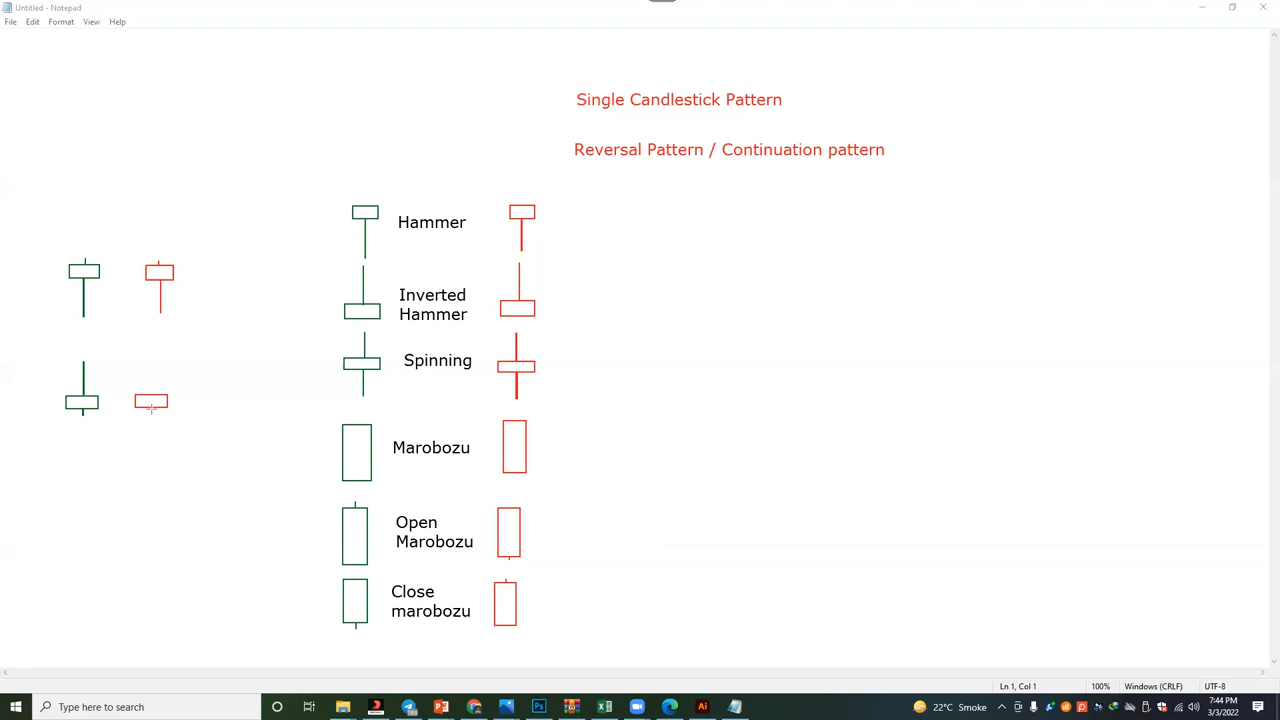 Untitled - Notepad
File Edit Format View Help
Single Candlestick Pattern
Reversal Pattern / Continuation pattern
Hammer
Inverted
Hammer
Spinning
Marobozu
Open
Marobozu
Close
marobozu
Ln 1, Col 1 100% Windows (CRLF) UTF-8
Type here to search
22°C Smoke
7:44 PM
3/3/2022